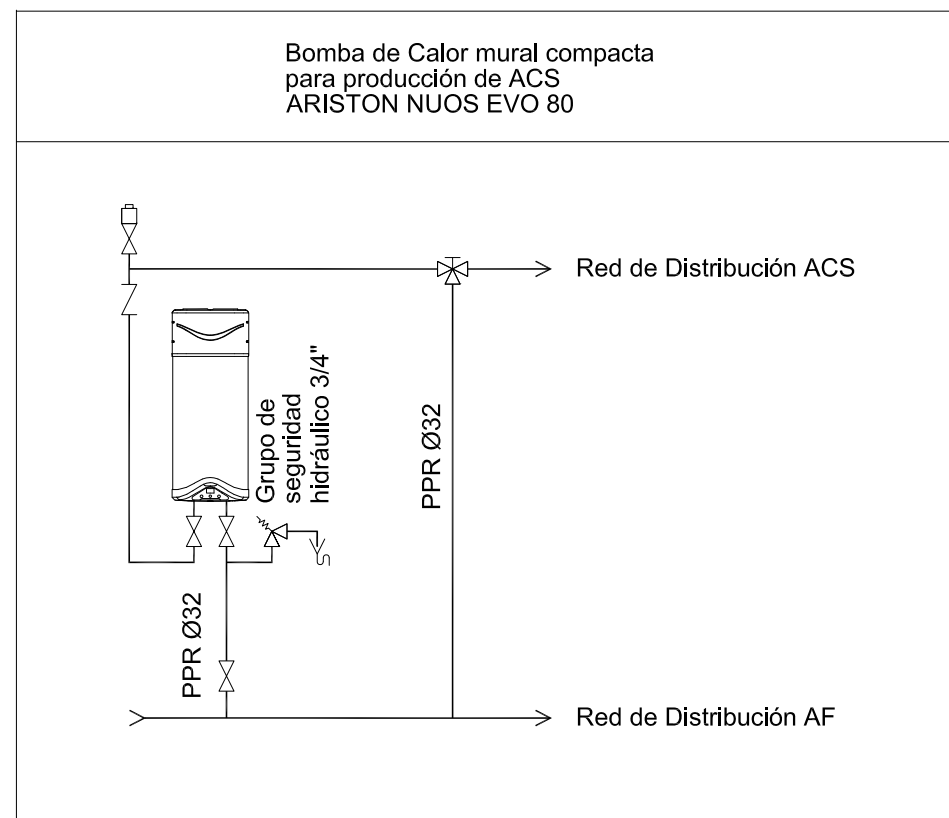 Bomba de Calor mural compacta
para producción de ACS
ARISTON NUOS EVO 80
Red de Distribución ACS
Grupo de
seguridad
hidráulico 3/4"
PPR Ø32
PPR Ø32
Red de Distribución AF